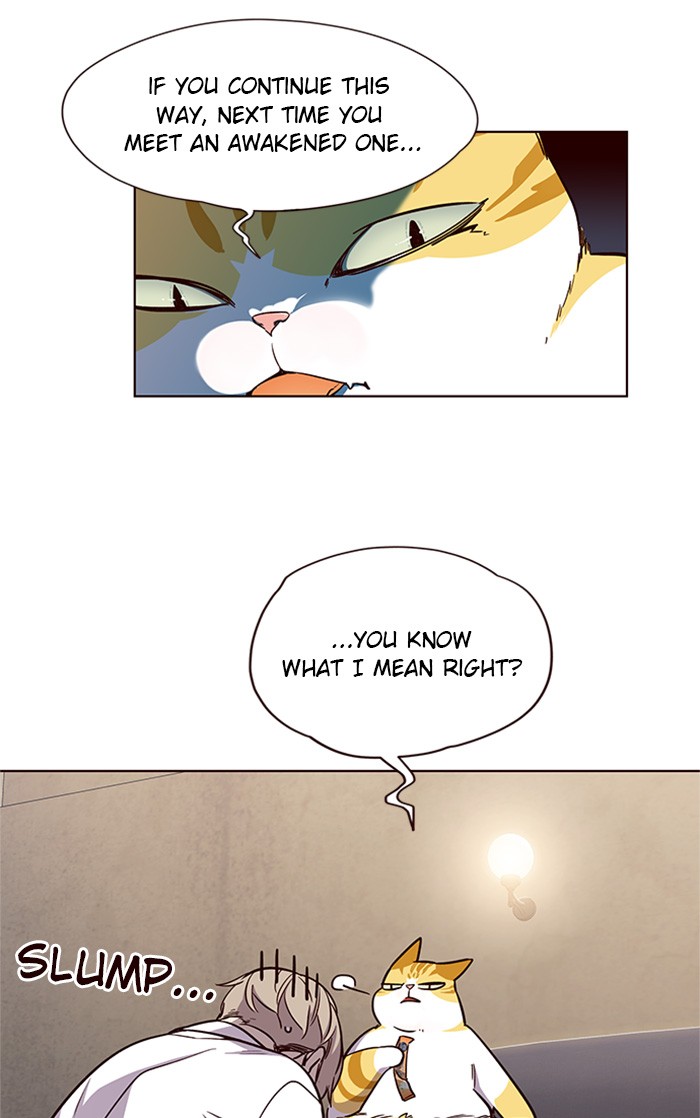 IF YOU CONTINUE THIS
WAY, NEXT TIME YOU
MEET AN AWAKENED ONE...
...YOU KNOW
WHAT I MEAN RIGHT?
SLUMP...